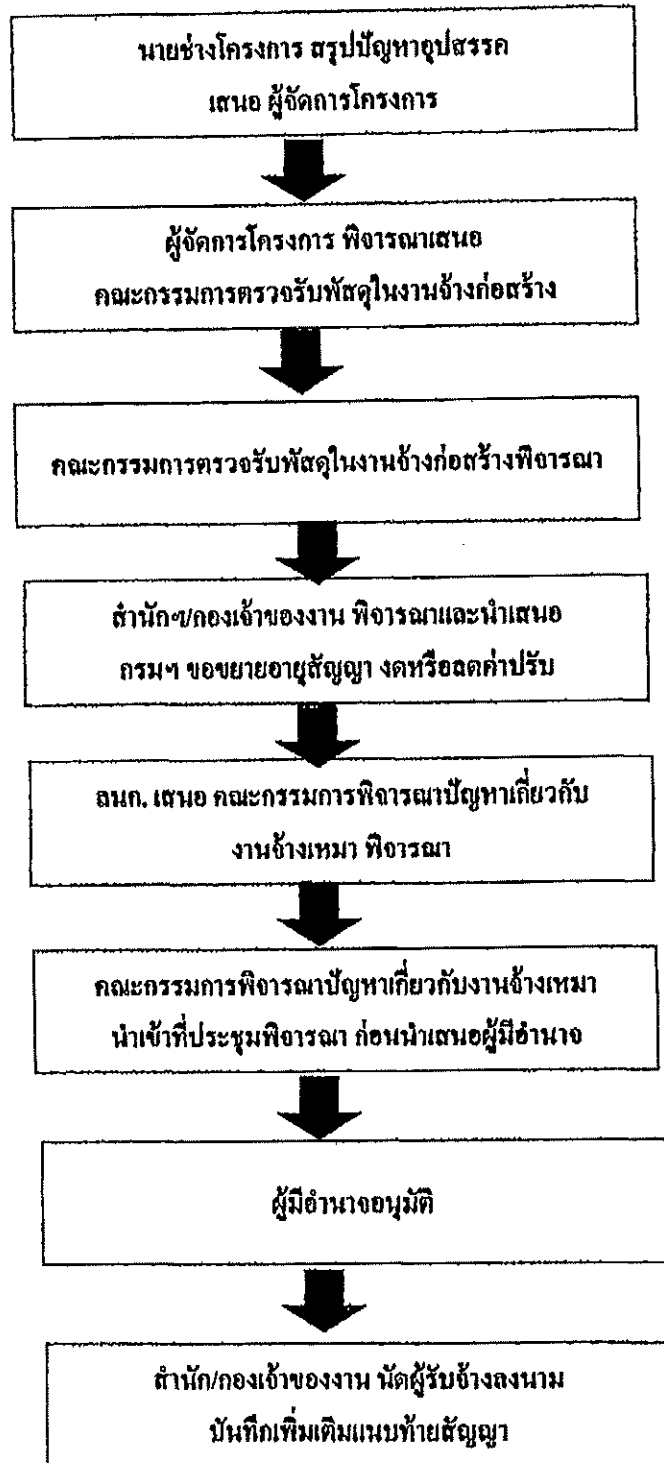 นายช่างโครงการ สรุปปัญหาอุปสรรค
เสนอ ผู้จัดการโครงการ
ผู้จัดการโครงการ พิจารณาเสนอ
คณะกรรมการตรวจรับพัสดุในงานจ้างก่อสร้าง
คณะกรรมการตรวจรับพัสดุในงานจ้างก่อสร้างพิจารณา
สำนักฯ/กองเจ้าของงาน พิจารณาและนำเสนอ
กรมฯ ขอขยายอายุสัญญา งดหรือลดค่าปรับ
ลนก. เสนอ คณะกรรมการพิจารณาปัญหาเกี่ยวกับ
งานจ้างเหมา พิจารณา
คณะกรรมการพิจารณาปัญหาเกี่ยวกับงานจ้างเหมา
นำเข้าที่ประชุมพิจารณา ก่อนนำเสนอผู้มีอำนาจ
ผู้มีอำนาจอนุมัติ
สำนัก/กองเจ้าของงาน นัดผู้รับจ้างลงนาม
บันทึกเพิ่มเติมแนบท้ายสัญญา